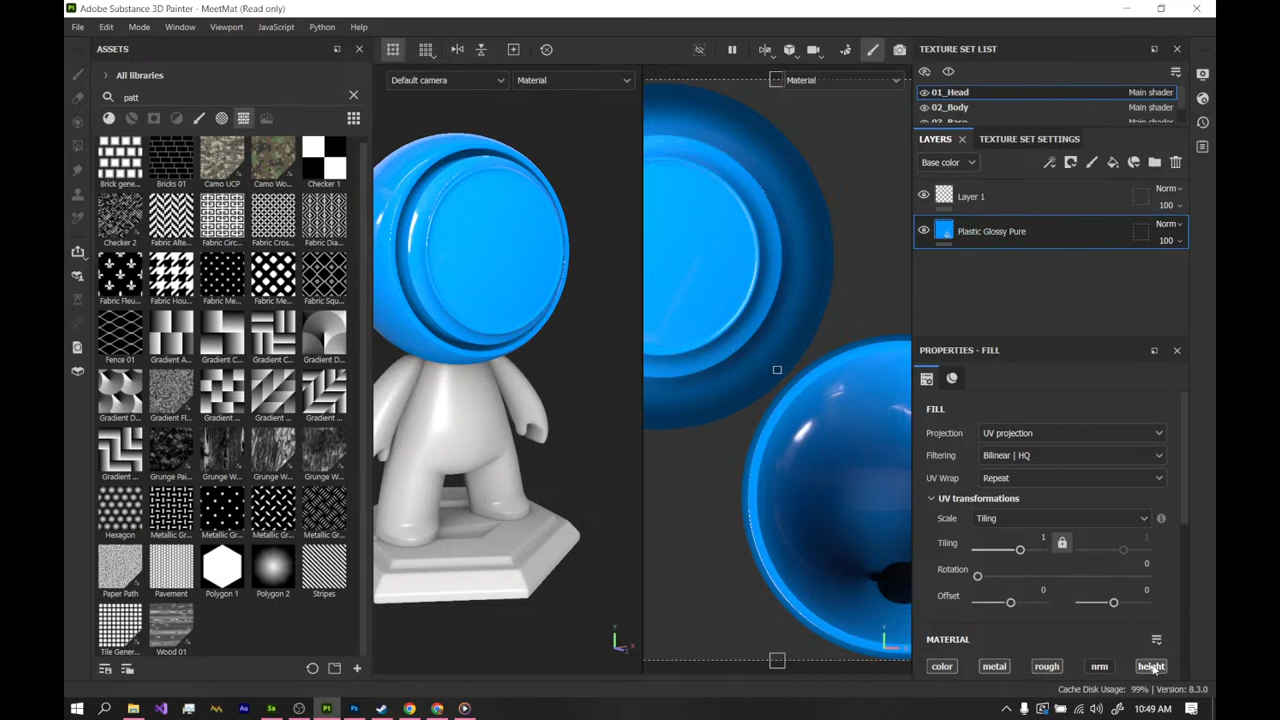 Adobe Substance 3D Painter - MeetMat (Read only)
File Edit Mode Window Viewport JavaScript Python Help
ASSETS
All libraries
patt
Brick gene... Bricks 01 Camo UCP Camo Wo... Checker 1
Checker 2 Fabric Alte... Fabric Circ... Fabric Cros... Fabric Dia...
Fabric Fleu... Fabric Hou... Fabric Me... Fabric Me... Fabric Squ...
Fence 01 Gradient A... Gradient C... Gradient C... Gradient D...
Gradient D... Gradient Fl... Gradient ... Gradient ... Gradient ...
Gradient ... Grunge Pai... Grunge W... Grunge W... Grunge W...
Hexagon Metallic Gr... Metallic Gr... Metallic Gr... Metallic Gr...
Paper Path Pavement Polygon 1 Polygon 2 Stripes
Tile Gener... Wood 01
Default camera Material
Material
TEXTURE SET LIST
01_Head Main shader
02_Body Main shader
LAYERS TEXTURE SET SETTINGS
Base color
Layer 1 Norm
100
Plastic Glossy Pure Norm
100
PROPERTIES - FILL
FILL
Projection UV projection
Filtering Bilinear | HQ
UV Wrap Repeat
UV transformations
Scale Tiling
Tiling 1 1
Rotation 0
Offset 0 0
MATERIAL
color metal rough nrm height
Cache Disk Usage: 99% | Version: 8.3.0
10:49 AM